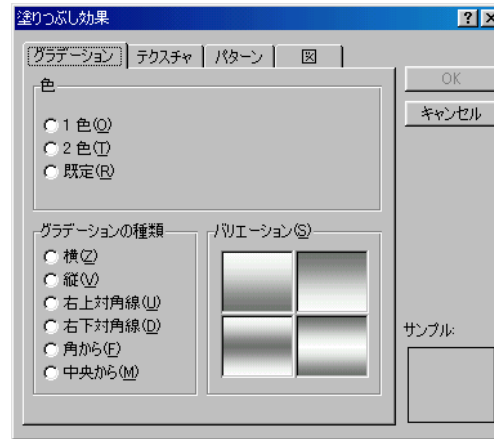 塗りつぶし効果
グラデーション テクスチャ パターン 図
OK
キャンセル
色
1 色(O)
2 色(T)
既定(R)
グラデーションの種類
横(Z)
縦(V)
右上対角線(U)
右下対角線(D)
角から(F)
中央から(M)
バリエーション(S)
サンプル: